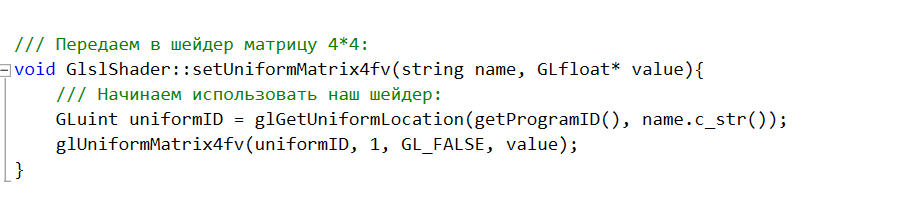 /// Передаем в шейдер матрицу 4*4:
void GlslShader::setUniformMatrix4fv(string name, GLfloat* value){
/// Начинаем использовать наш шейдер:
GLuint uniformID = glGetUniformLocation(getProgramID(), name.c_str());
glUniformMatrix4fv(uniformID, 1, GL_FALSE, value);
}